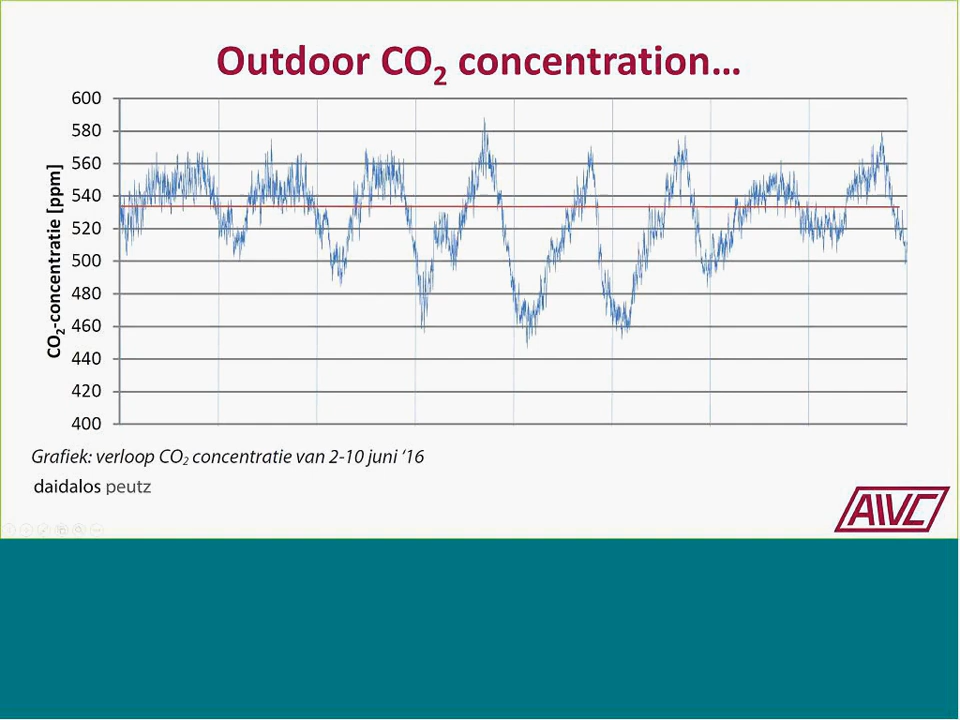 Outdoor CO₂ concentration…
CO₂-concentratie [ppm]
600
580
560
540
520
500
480
460
440
420
400
Grafiek: verloop CO₂ concentratie van 2-10 juni ‘16
daidalos peutz
AIVC